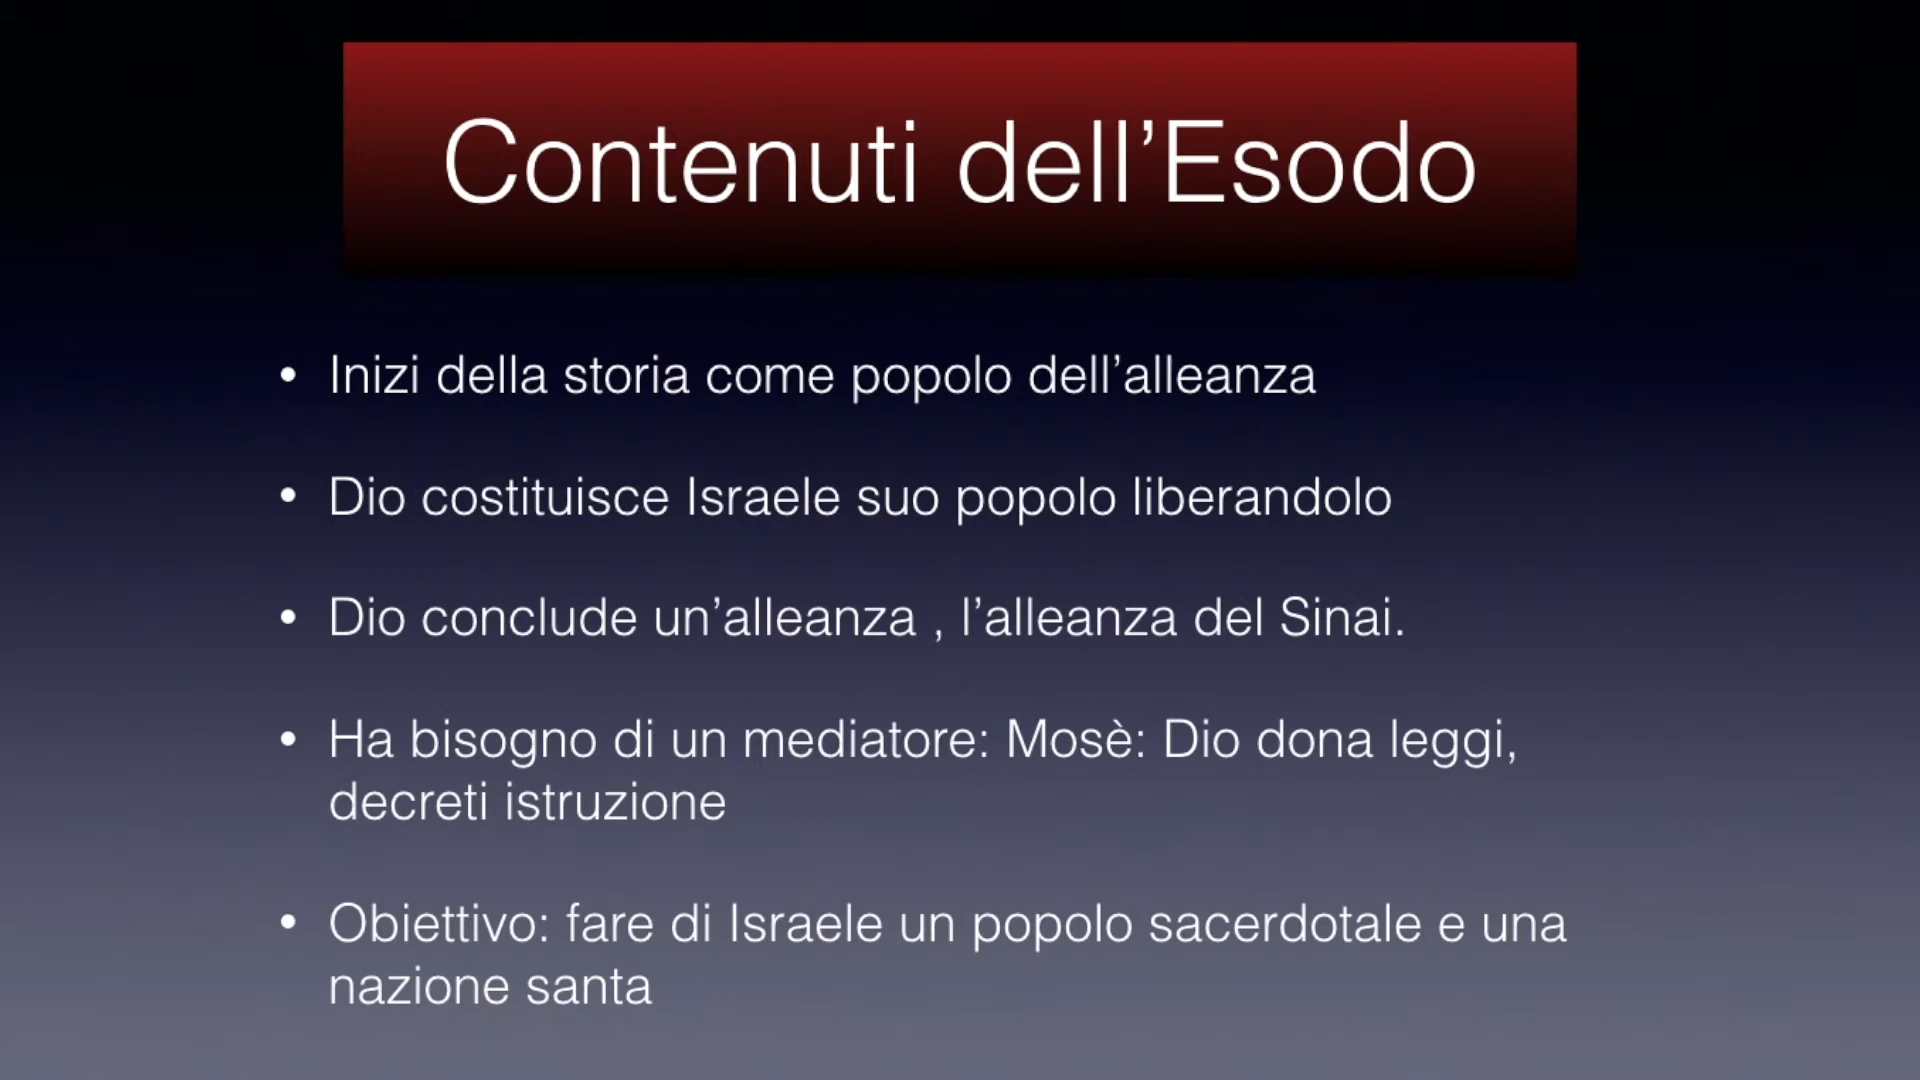 Contenuti dell’Esodo
• Inizi della storia come popolo dell’alleanza
• Dio costituisce Israele suo popolo liberandolo
• Dio conclude un’alleanza , l’alleanza del Sinai.
• Ha bisogno di un mediatore: Mosè: Dio dona leggi,
decreti istruzione
• Obiettivo: fare di Israele un popolo sacerdotale e una
nazione santa